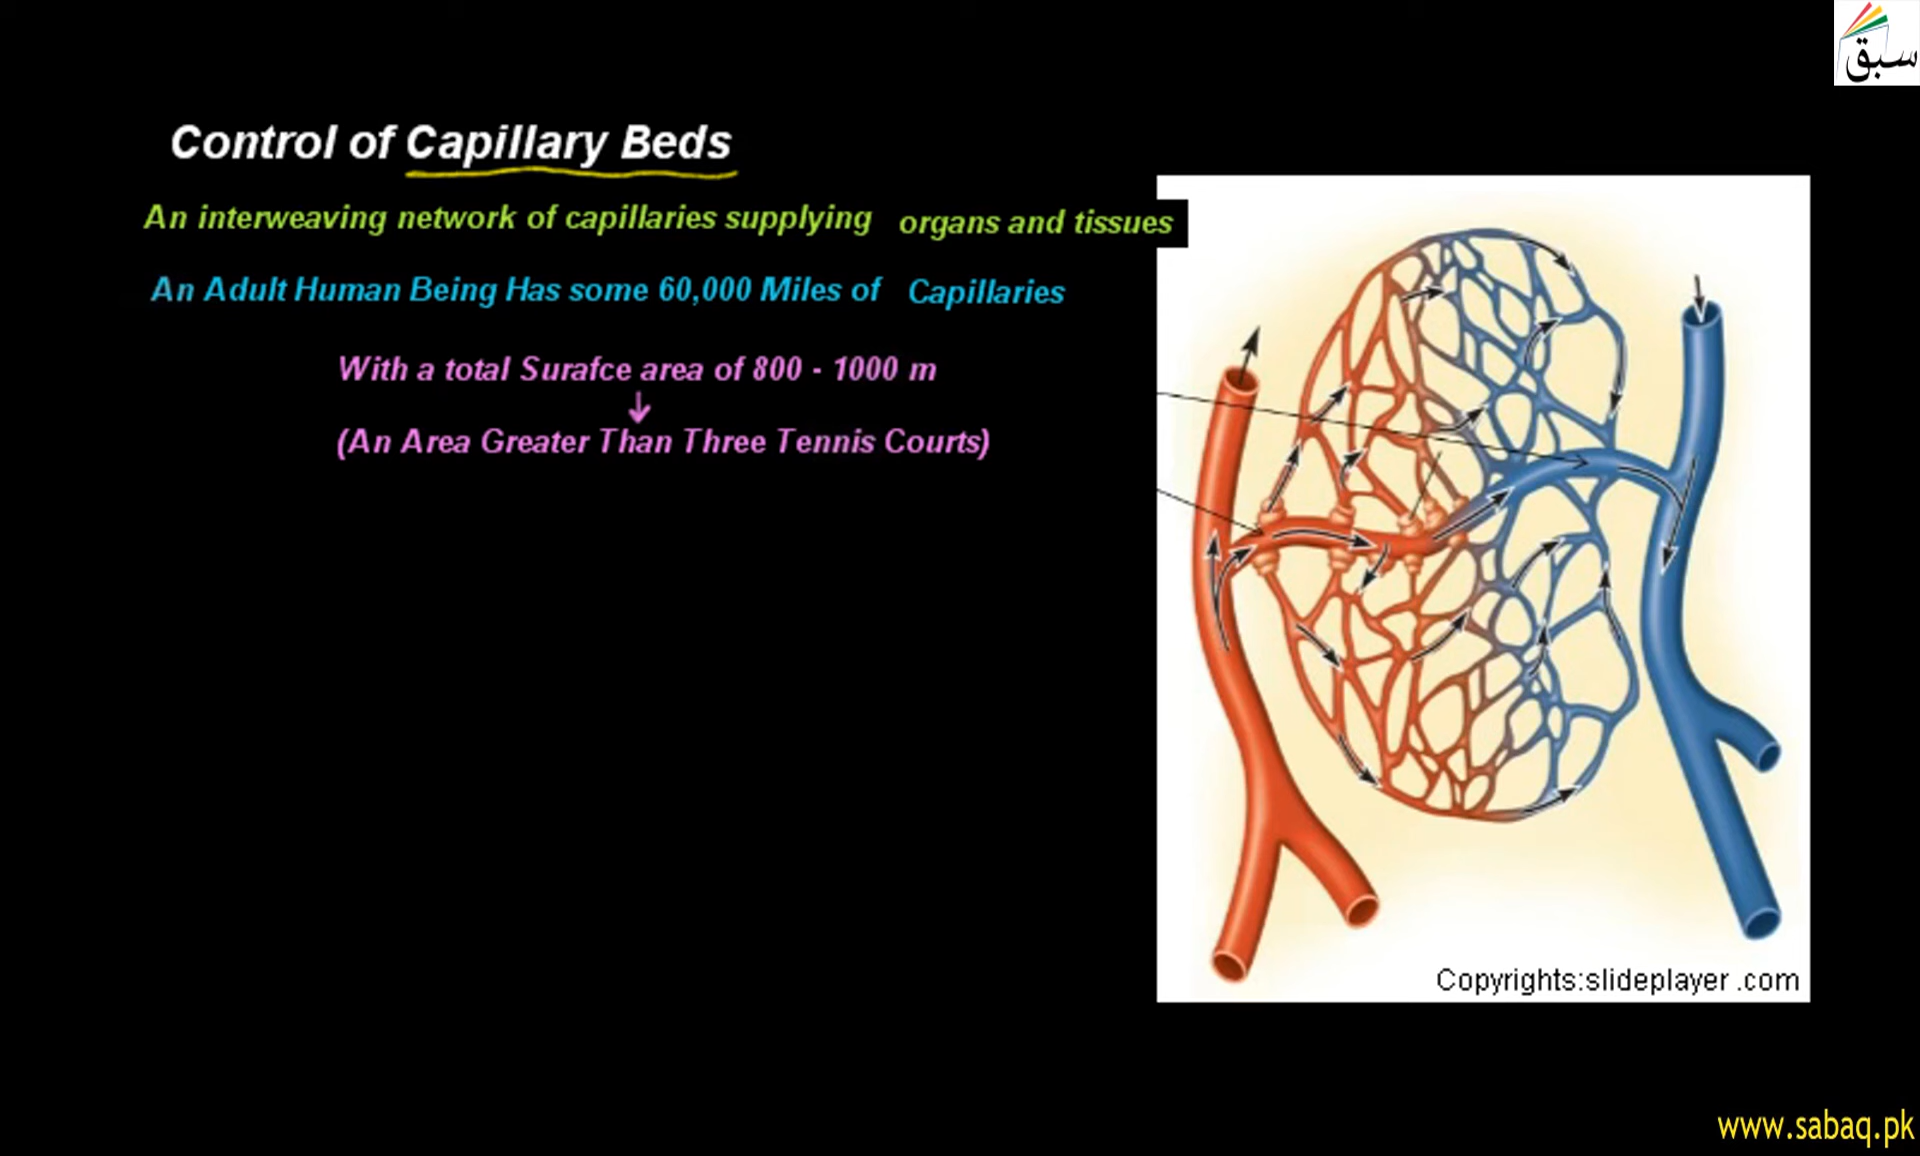 سبق
Control of Capillary Beds
An interweaving network of capillaries supplying organs and tissues
An Adult Human Being Has some 60,000 Miles of Capillaries
With a total Surafce area of 800 - 1000 m
(An Area Greater Than Three Tennis Courts)
Copyrights:slideplayer .com
www.sabaq.pk